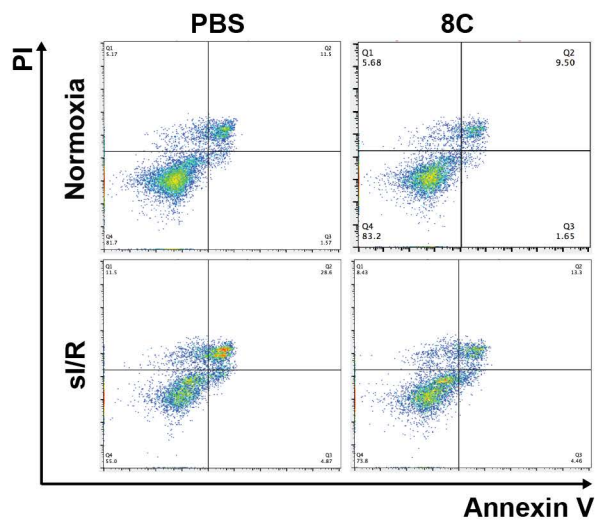 PBS 8C
PI
Normoxia
Q1 Q2
5.17 11.5
Q4 Q3
81.7 1.57
Q1 Q2
5.68 9.50
Q4 Q3
83.2 1.65
sI/R
Q1 Q2
11.5 28.6
Q4 Q3
55.0 4.87
Q1 Q2
8.43 13.3
Q4 Q3
73.8 4.46
Annexin V